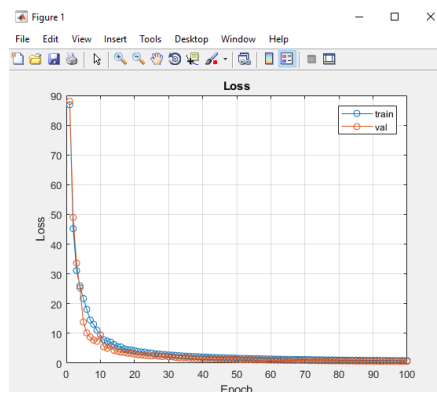 Figure 1
File Edit View Insert Tools Desktop Window Help
Loss
90
80
70
60
50
40
30
20
10
0
Loss
train
val
0 10 20 30 40 50 60 70 80 90 100
Epoch